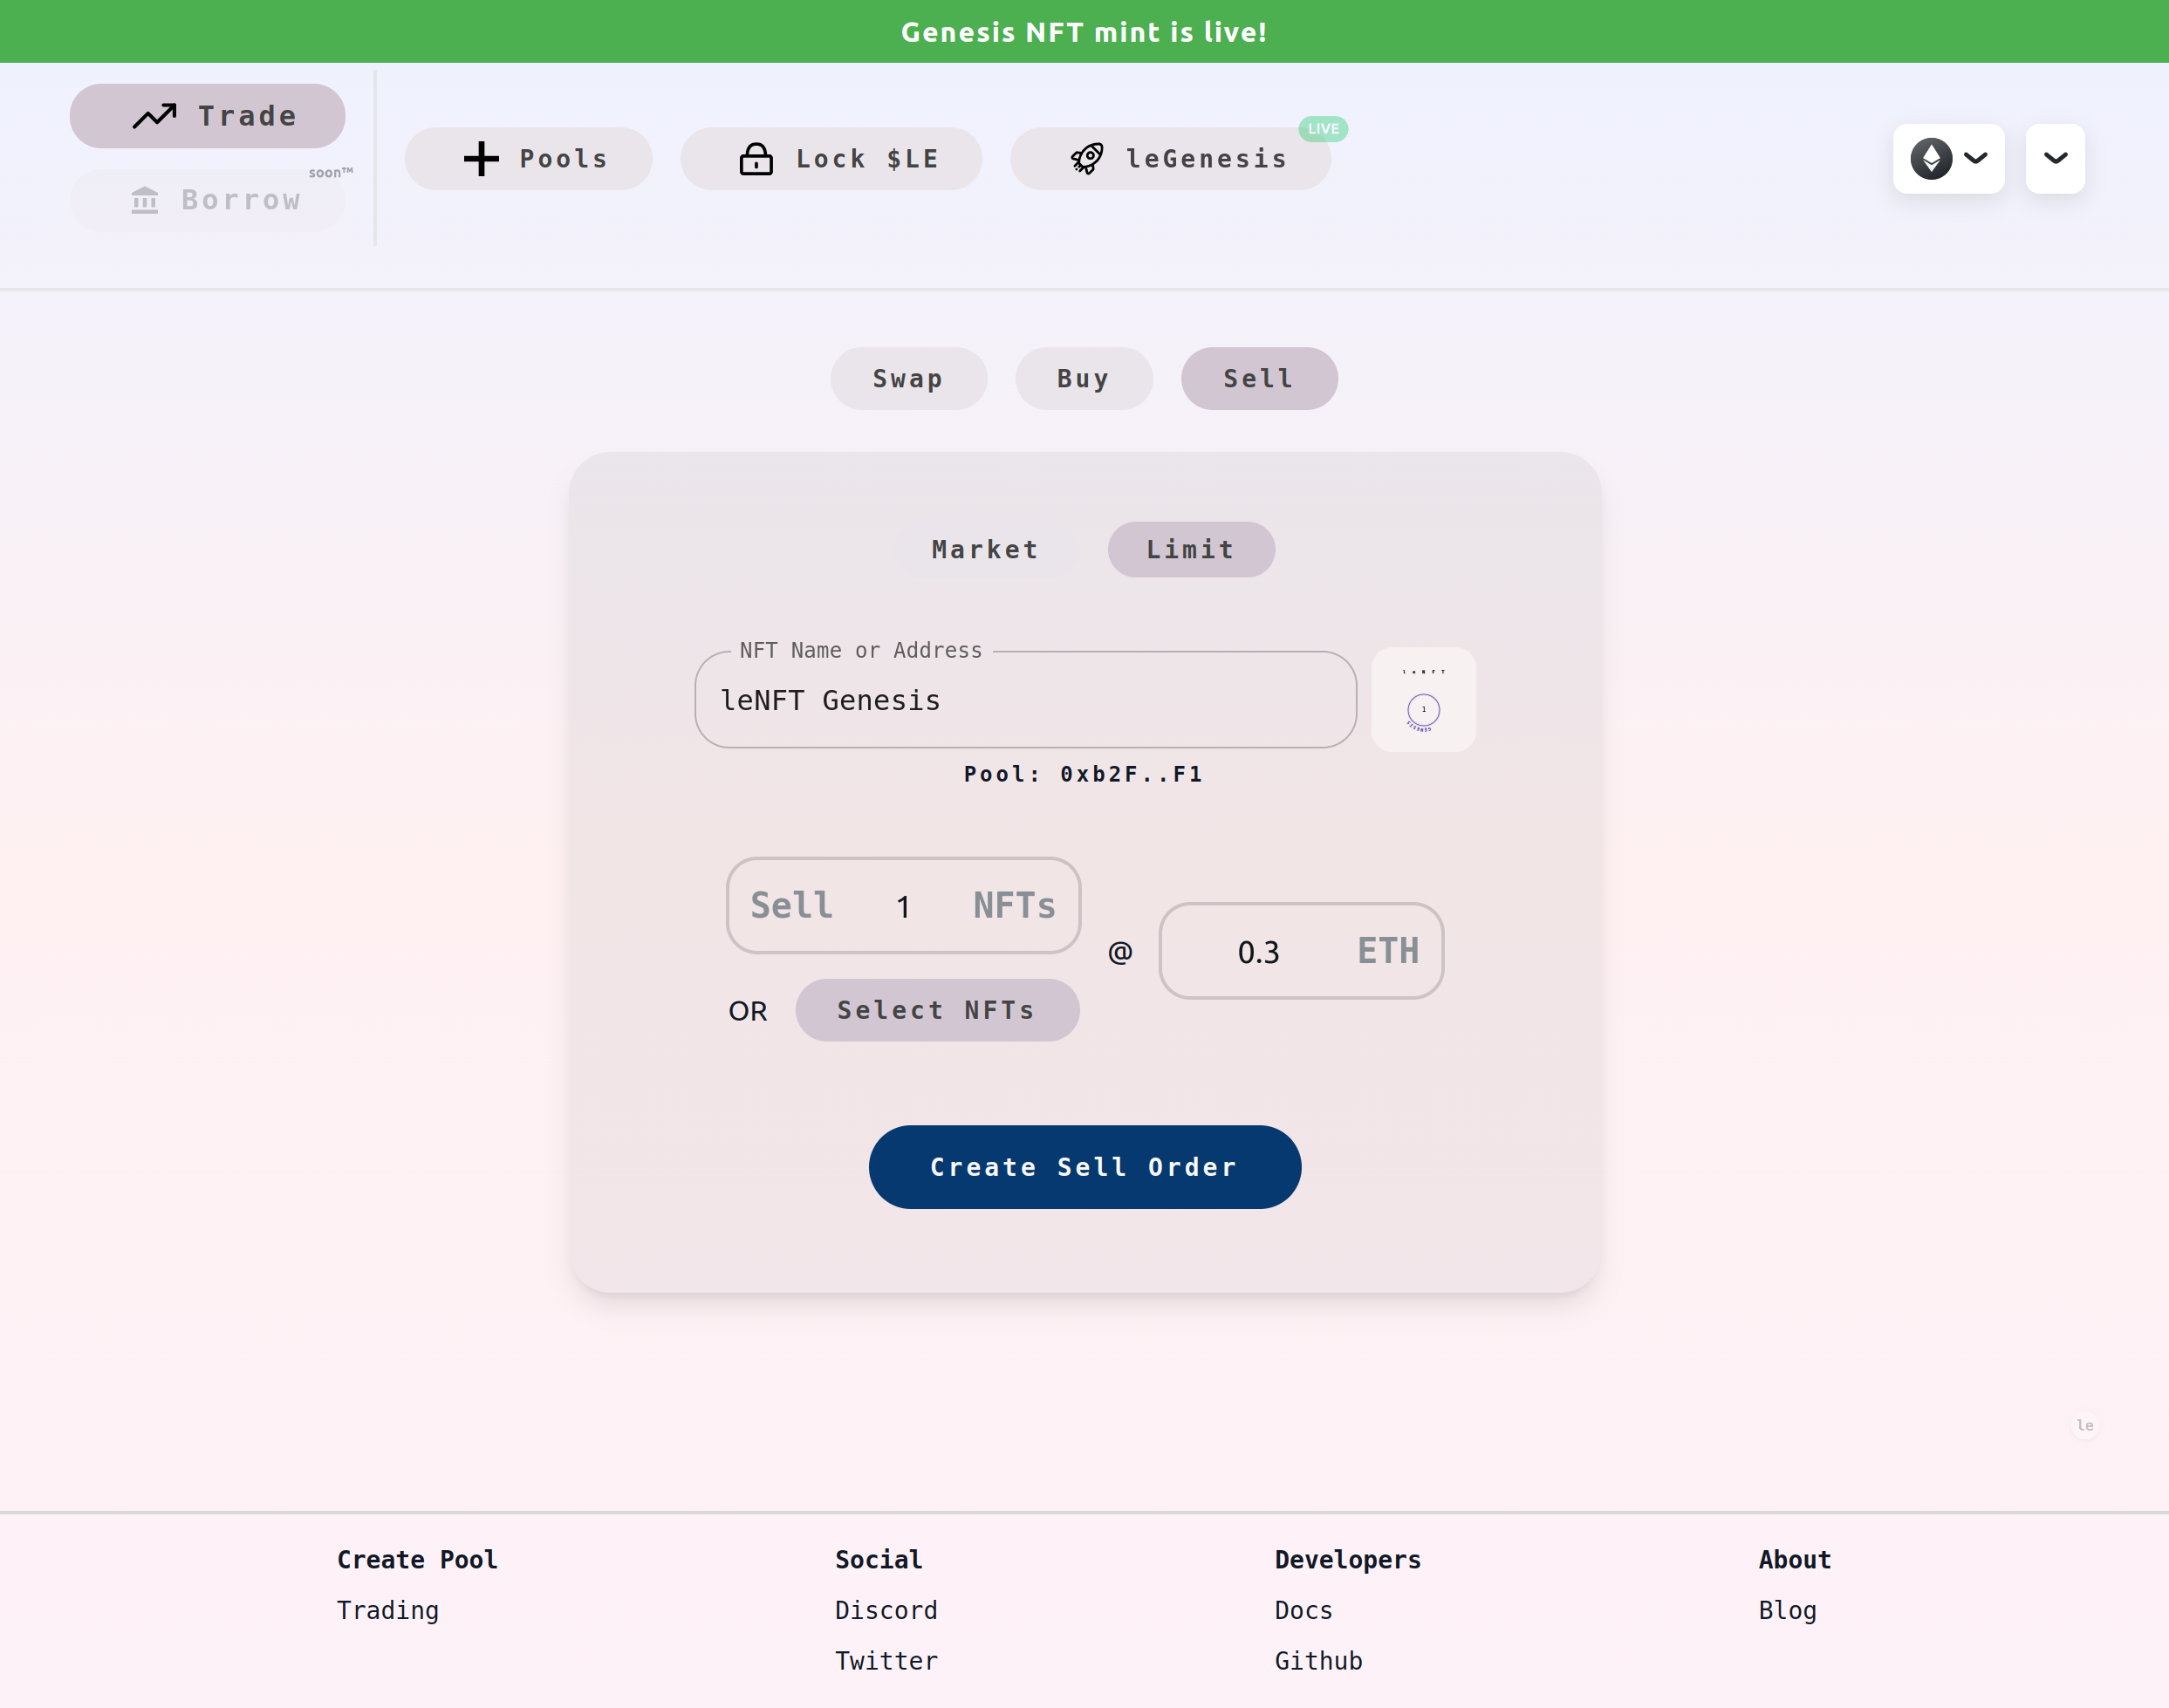 Genesis NFT mint is live!
Trade
Borrow
soon™
Pools
Lock $LE
leGenesis
LIVE
Swap
Buy
Sell
Market
Limit
NFT Name or Address
leNFT Genesis
l e N F T
1
GENESIS
Pool: 0xb2F..F1
Sell 1 NFTs
@
0.3 ETH
OR
Select NFTs
Create Sell Order
le
Create Pool
Trading
Social
Discord
Twitter
Developers
Docs
Github
About
Blog